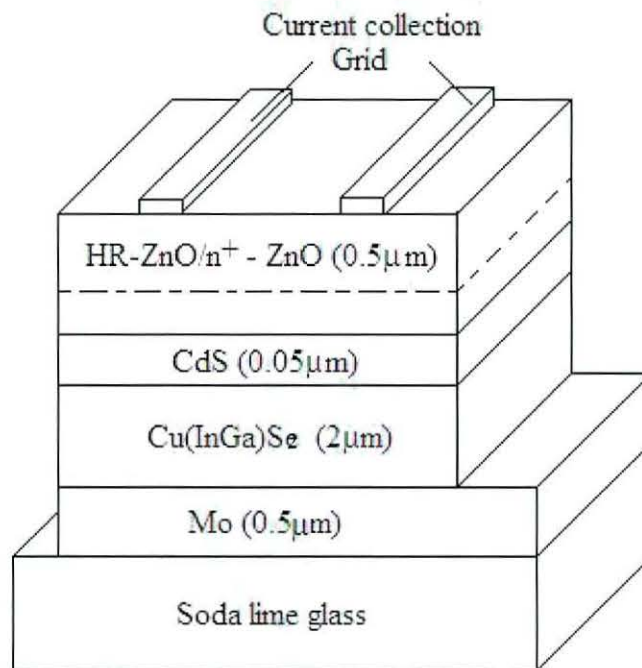 Current collection
Grid
HR-ZnO/n⁺ - ZnO (0.5μm)
CdS (0.05μm)
Cu(InGa)Se2 (2μm)
Mo (0.5μm)
Soda lime glass